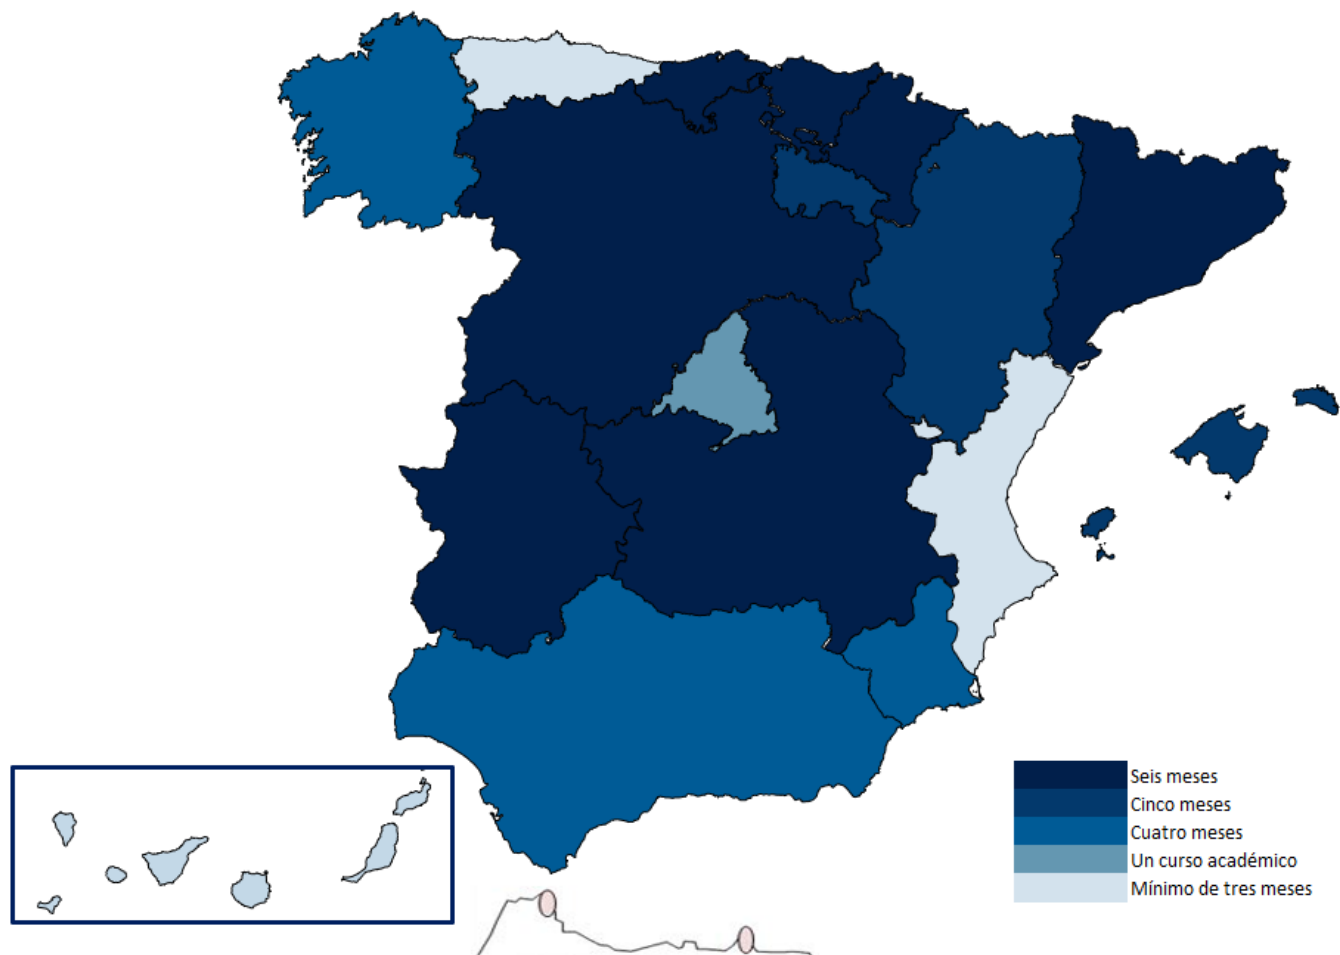 Seis meses
Cinco meses
Cuatro meses
Un curso académico
Mínimo de tres meses